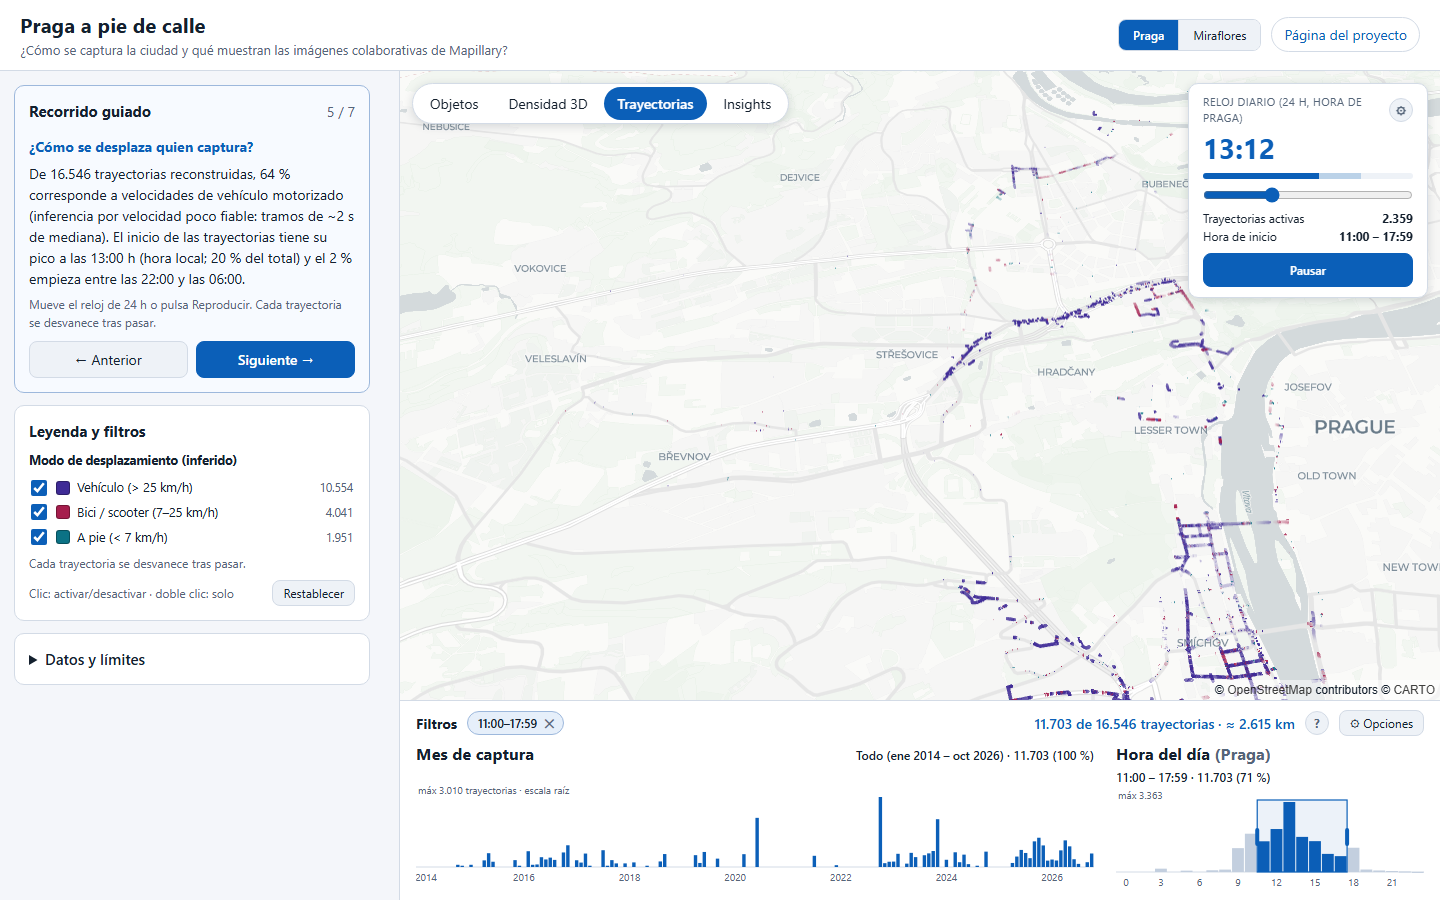 Praga a pie de calle
¿Cómo se captura la ciudad y qué muestran las imágenes colaborativas de Mapillary?
Praga
Miraflores
Página del proyecto
Recorrido guiado
5 / 7
¿Cómo se desplaza quien captura?
De 16.546 trayectorias reconstruidas, 64 %
corresponde a velocidades de vehículo motorizado
(inferencia por velocidad poco fiable: tramos de ~2 s
de mediana). El inicio de las trayectorias tiene su
pico a las 13:00 h (hora local; 20 % del total) y el 2 %
empieza entre las 22:00 y las 06:00.
Mueve el reloj de 24 h o pulsa Reproducir. Cada trayectoria
se desvanece tras pasar.
← Anterior
Siguiente →
Leyenda y filtros
Modo de desplazamiento (inferido)
Vehículo (> 25 km/h)
10.554
Bici / scooter (7–25 km/h)
4.041
A pie (< 7 km/h)
1.951
Cada trayectoria se desvanece tras pasar.
Clic: activar/desactivar · doble clic: solo
Restablecer
▶ Datos y límites
Objetos
Densidad 3D
Trayectorias
Insights
RELOJ DIARIO (24 H, HORA DE
PRAGA)
13:12
Trayectorias activas
2.359
Hora de inicio
11:00 – 17:59
Pausar
NEBUŠICE
DEJVICE
BUBENEČ
VOKOVICE
VELESLAVÍN
STŘEŠOVICE
HRADČANY
JOSEFOV
LESSER TOWN
PRAGUE
BŘEVNOV
OLD TOWN
Vltava
NEW TOWN
SMÍCHOV
© OpenStreetMap contributors © CARTO
Filtros
11:00–17:59 ✕
11.703 de 16.546 trayectorias · ≈ 2.615 km
?
⚙ Opciones
Mes de captura
Todo (ene 2014 – oct 2026) · 11.703 (100 %)
máx 3.010 trayectorias · escala raíz
2014
2016
2018
2020
2022
2024
2026
Hora del día (Praga)
11:00 – 17:59 · 11.703 (71 %)
máx 3.363
0
3
6
9
12
15
18
21